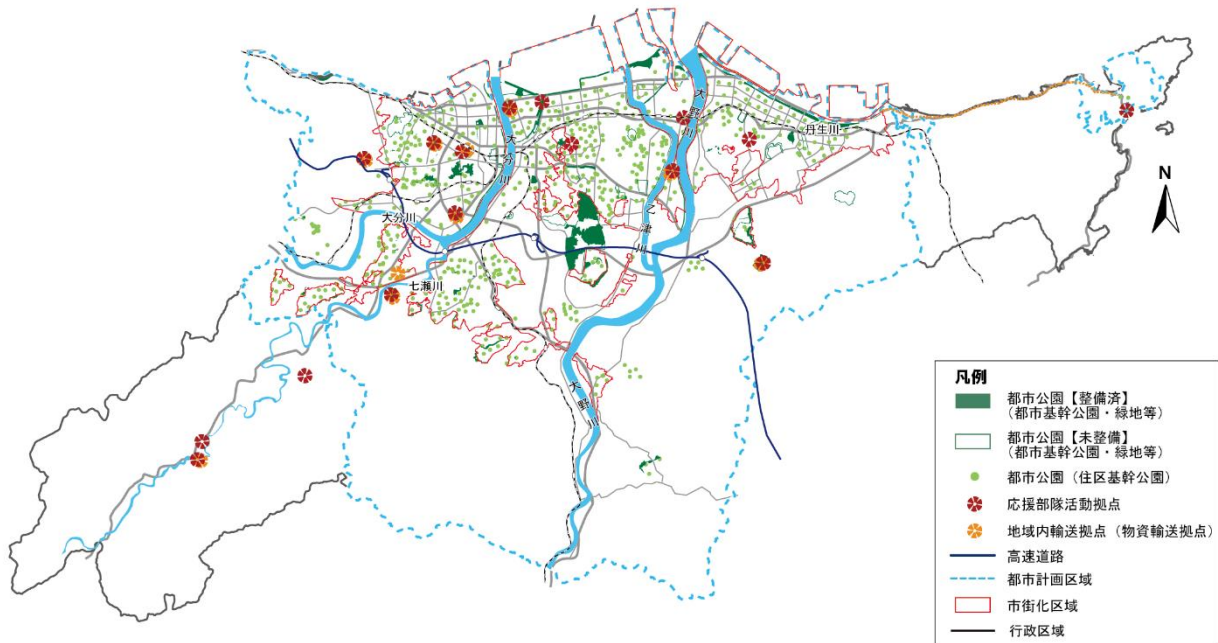 大野川
丹生川
大分川
乙津川
大分川
七瀬川
大野川
N
凡例
都市公園【整備済】
(都市基幹公園・緑地等)
都市公園【未整備】
(都市基幹公園・緑地等)
都市公園(住区基幹公園)
応援部隊活動拠点
地域内輸送拠点(物資輸送拠点)
高速道路
都市計画区域
市街化区域
行政区域